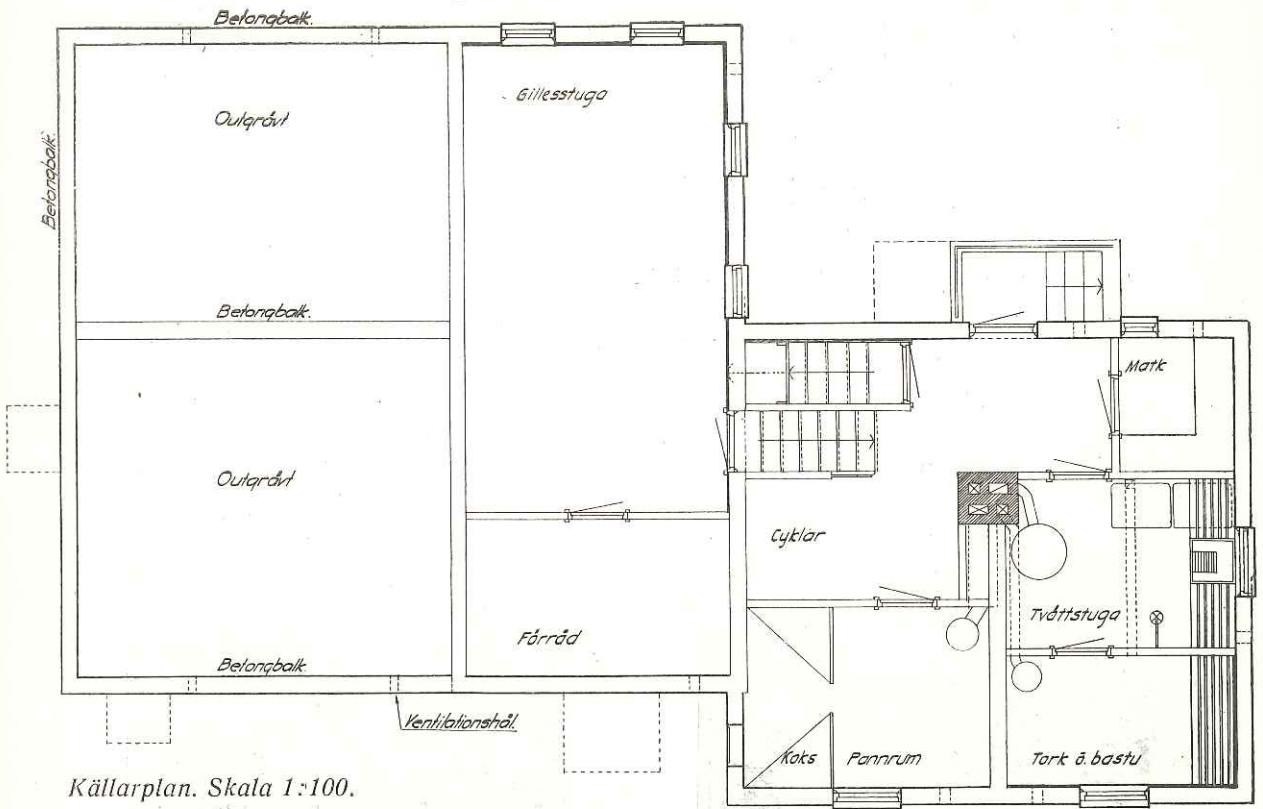 Betongbalk.
Gillesstuga
Outgrävt
Betongbalk.
Betongbalk.
Matk
Outgrävt
Cyklar
Tvättstuga
Förråd
Betongbalk.
Ventilationshål.
Koks
Pannrum
Tork o. bastu
Källarplan. Skala 1:100.